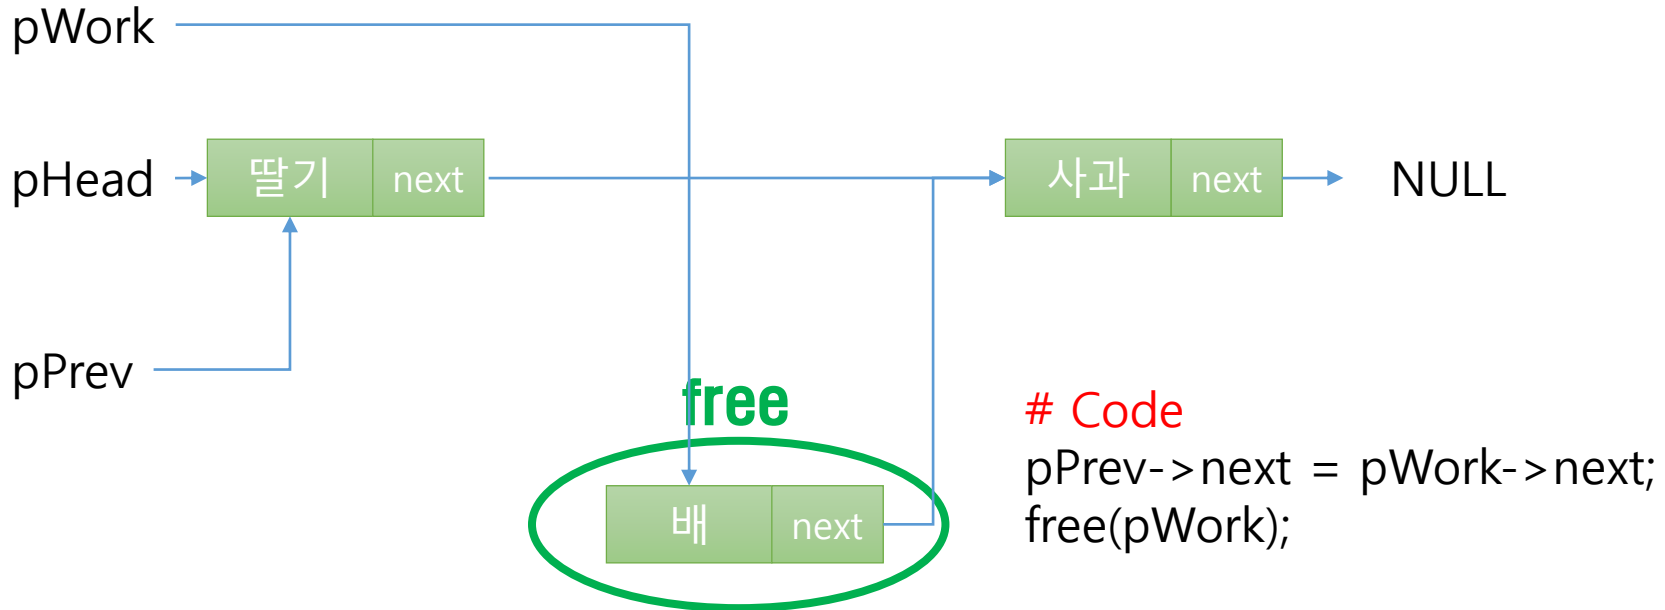 pWork
pHead 딸기 next 사과 next NULL
pPrev
free
배 next
# Code
pPrev->next = pWork->next;
free(pWork);